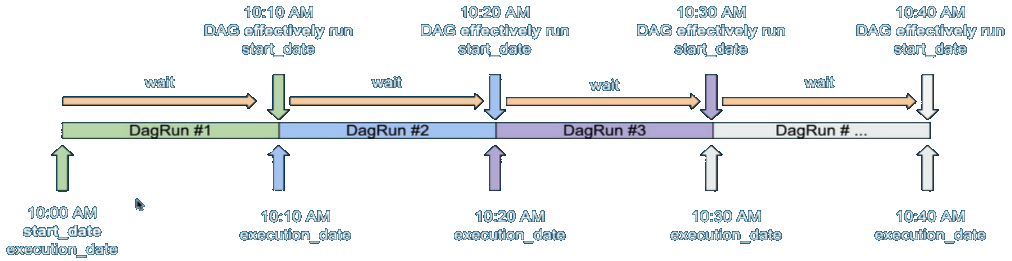 10:10 AM
DAG effectively run
start_date
10:20 AM
DAG effectively run
start_date
10:30 AM
DAG effectively run
start_date
10:40 AM
DAG effectively run
start_date
wait
wait
wait
wait
DagRun #1
DagRun #2
DagRun #3
DagRun # ...
10:00 AM
start_date
execution_date
10:10 AM
execution_date
10:20 AM
execution_date
10:30 AM
execution_date
10:40 AM
execution_date